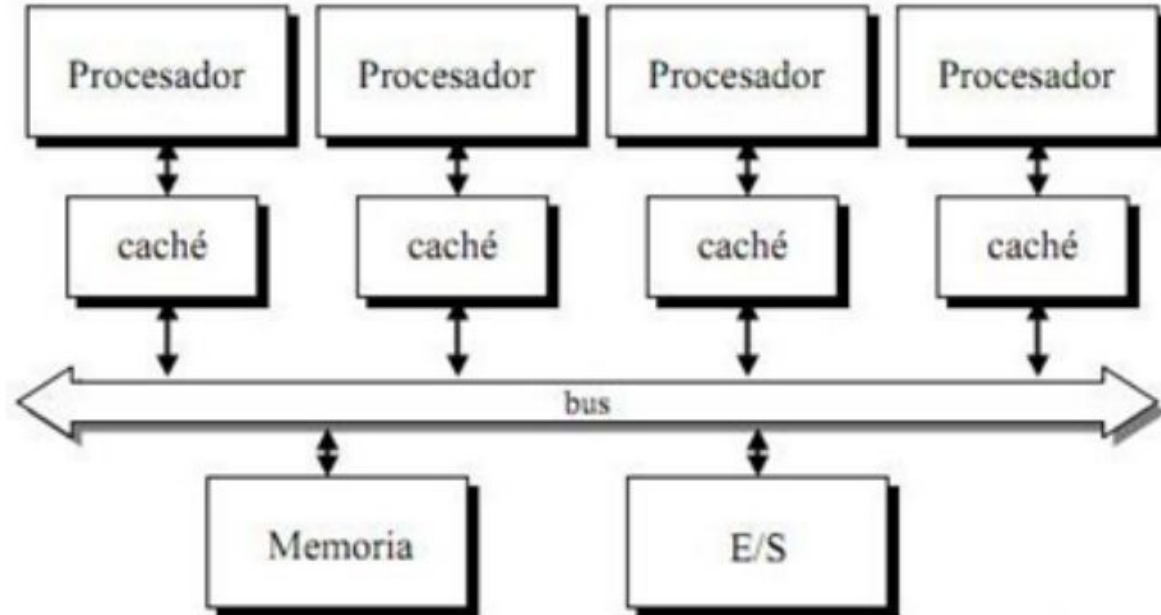 Procesador Procesador Procesador Procesador
caché caché caché caché
bus
Memoria E/S